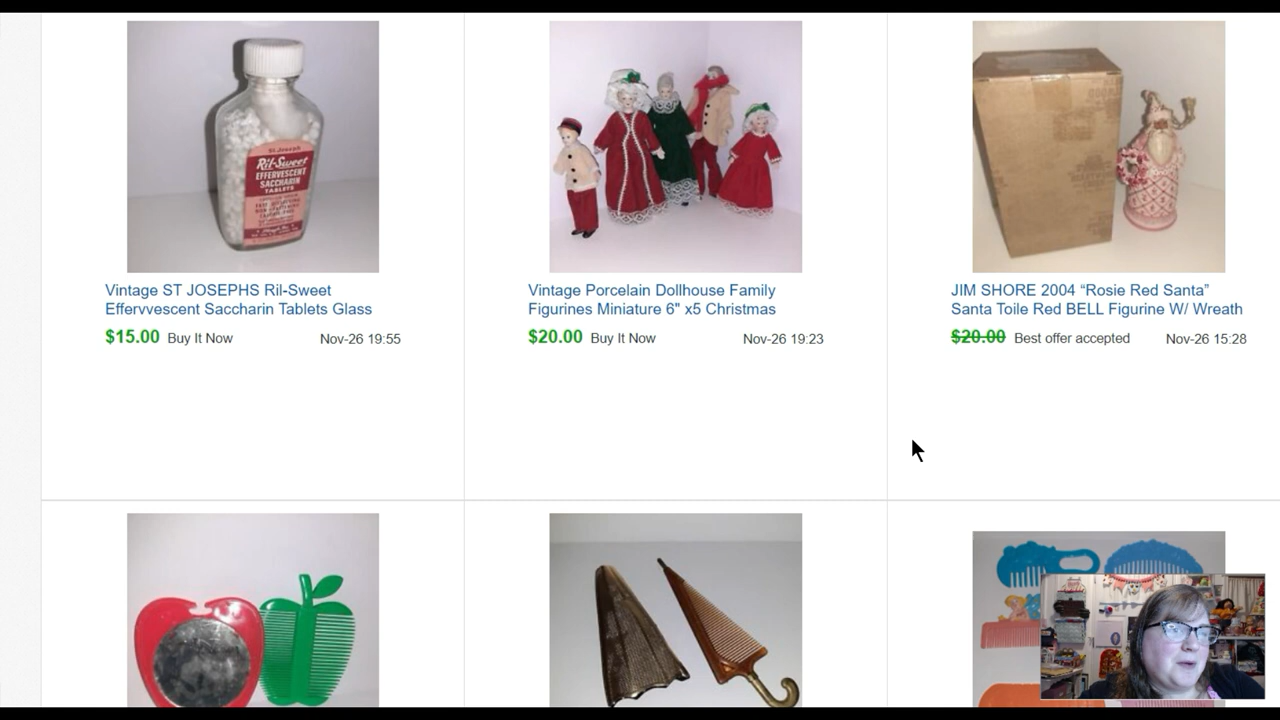 St. Joseph
Ril-Sweet
EFFERVESCENT
SACCHARIN
TABLETS
Vintage ST JOSEPHS Ril-Sweet
Effervvescent Saccharin Tablets Glass
$15.00 Buy It Now Nov-26 19:55
Vintage Porcelain Dollhouse Family
Figurines Miniature 6" x5 Christmas
$20.00 Buy It Now Nov-26 19:23
JIM SHORE 2004 “Rosie Red Santa”
Santa Toile Red BELL Figurine W/ Wreath
$20.00 Best offer accepted Nov-26 15:28